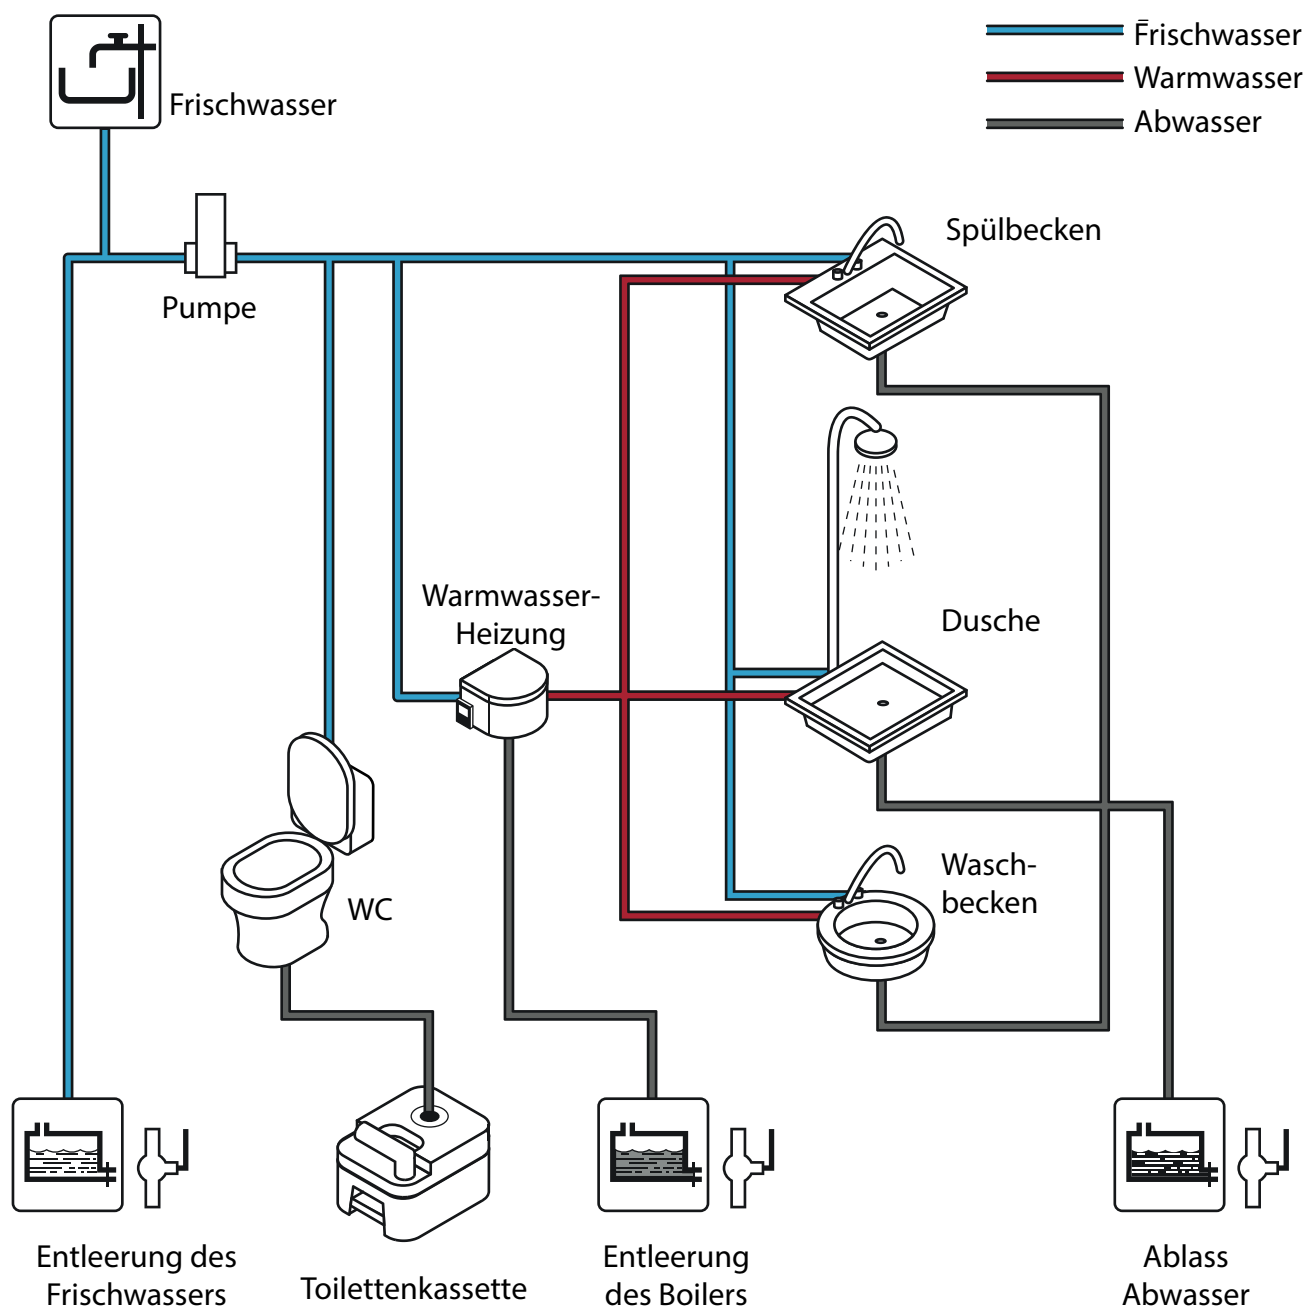 Frischwasser
Frischwasser
Warmwasser
Abwasser
Pumpe
Spülbecken
Warmwasser-
Heizung
Dusche
WC
Wasch-
becken
Entleerung des
Frischwassers
Toilettenkassette
Entleerung
des Boilers
Ablass
Abwasser